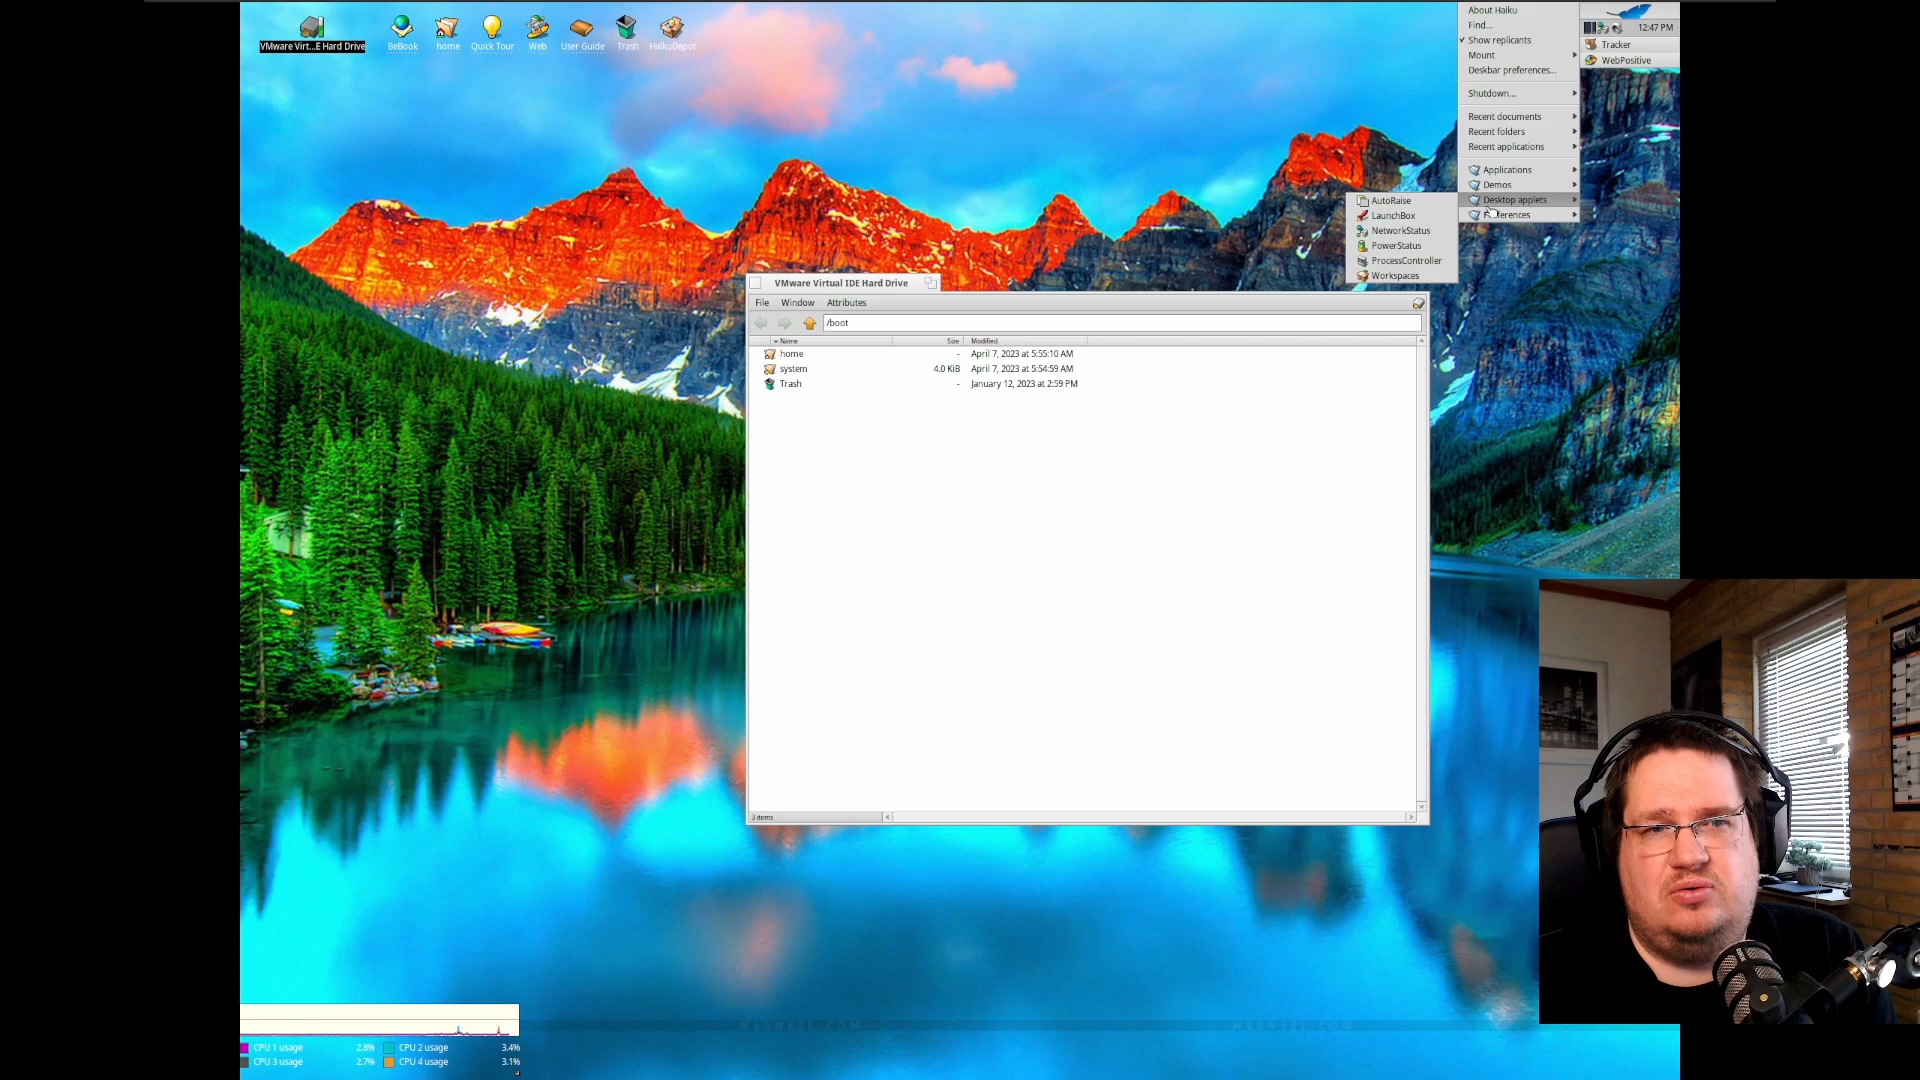 VMware Virt...E Hard Drive
BeBook
home
Quick Tour
Web
User Guide
Trash
HaikuDepot
About Haiku
Find...
Show replicants
Mount
Deskbar preferences...
Shutdown...
Recent documents
Recent folders
Recent applications
Applications
Demos
Desktop applets
12:47 PM
Tracker
WebPositive
AutoRaise
LaunchBox
NetworkStatus
PowerStatus
ProcessController
Workspaces
VMware Virtual IDE Hard Drive
File Window Attributes
/boot
Name Size Modified
home - April 7, 2023 at 5:55:10 AM
system 4.0 KiB April 7, 2023 at 5:54:59 AM
Trash - January 12, 2023 at 2:59 PM
3 items
CPU 1 usage 2.8% CPU 2 usage 3.4%
CPU 3 usage 2.7% CPU 4 usage 3.1%